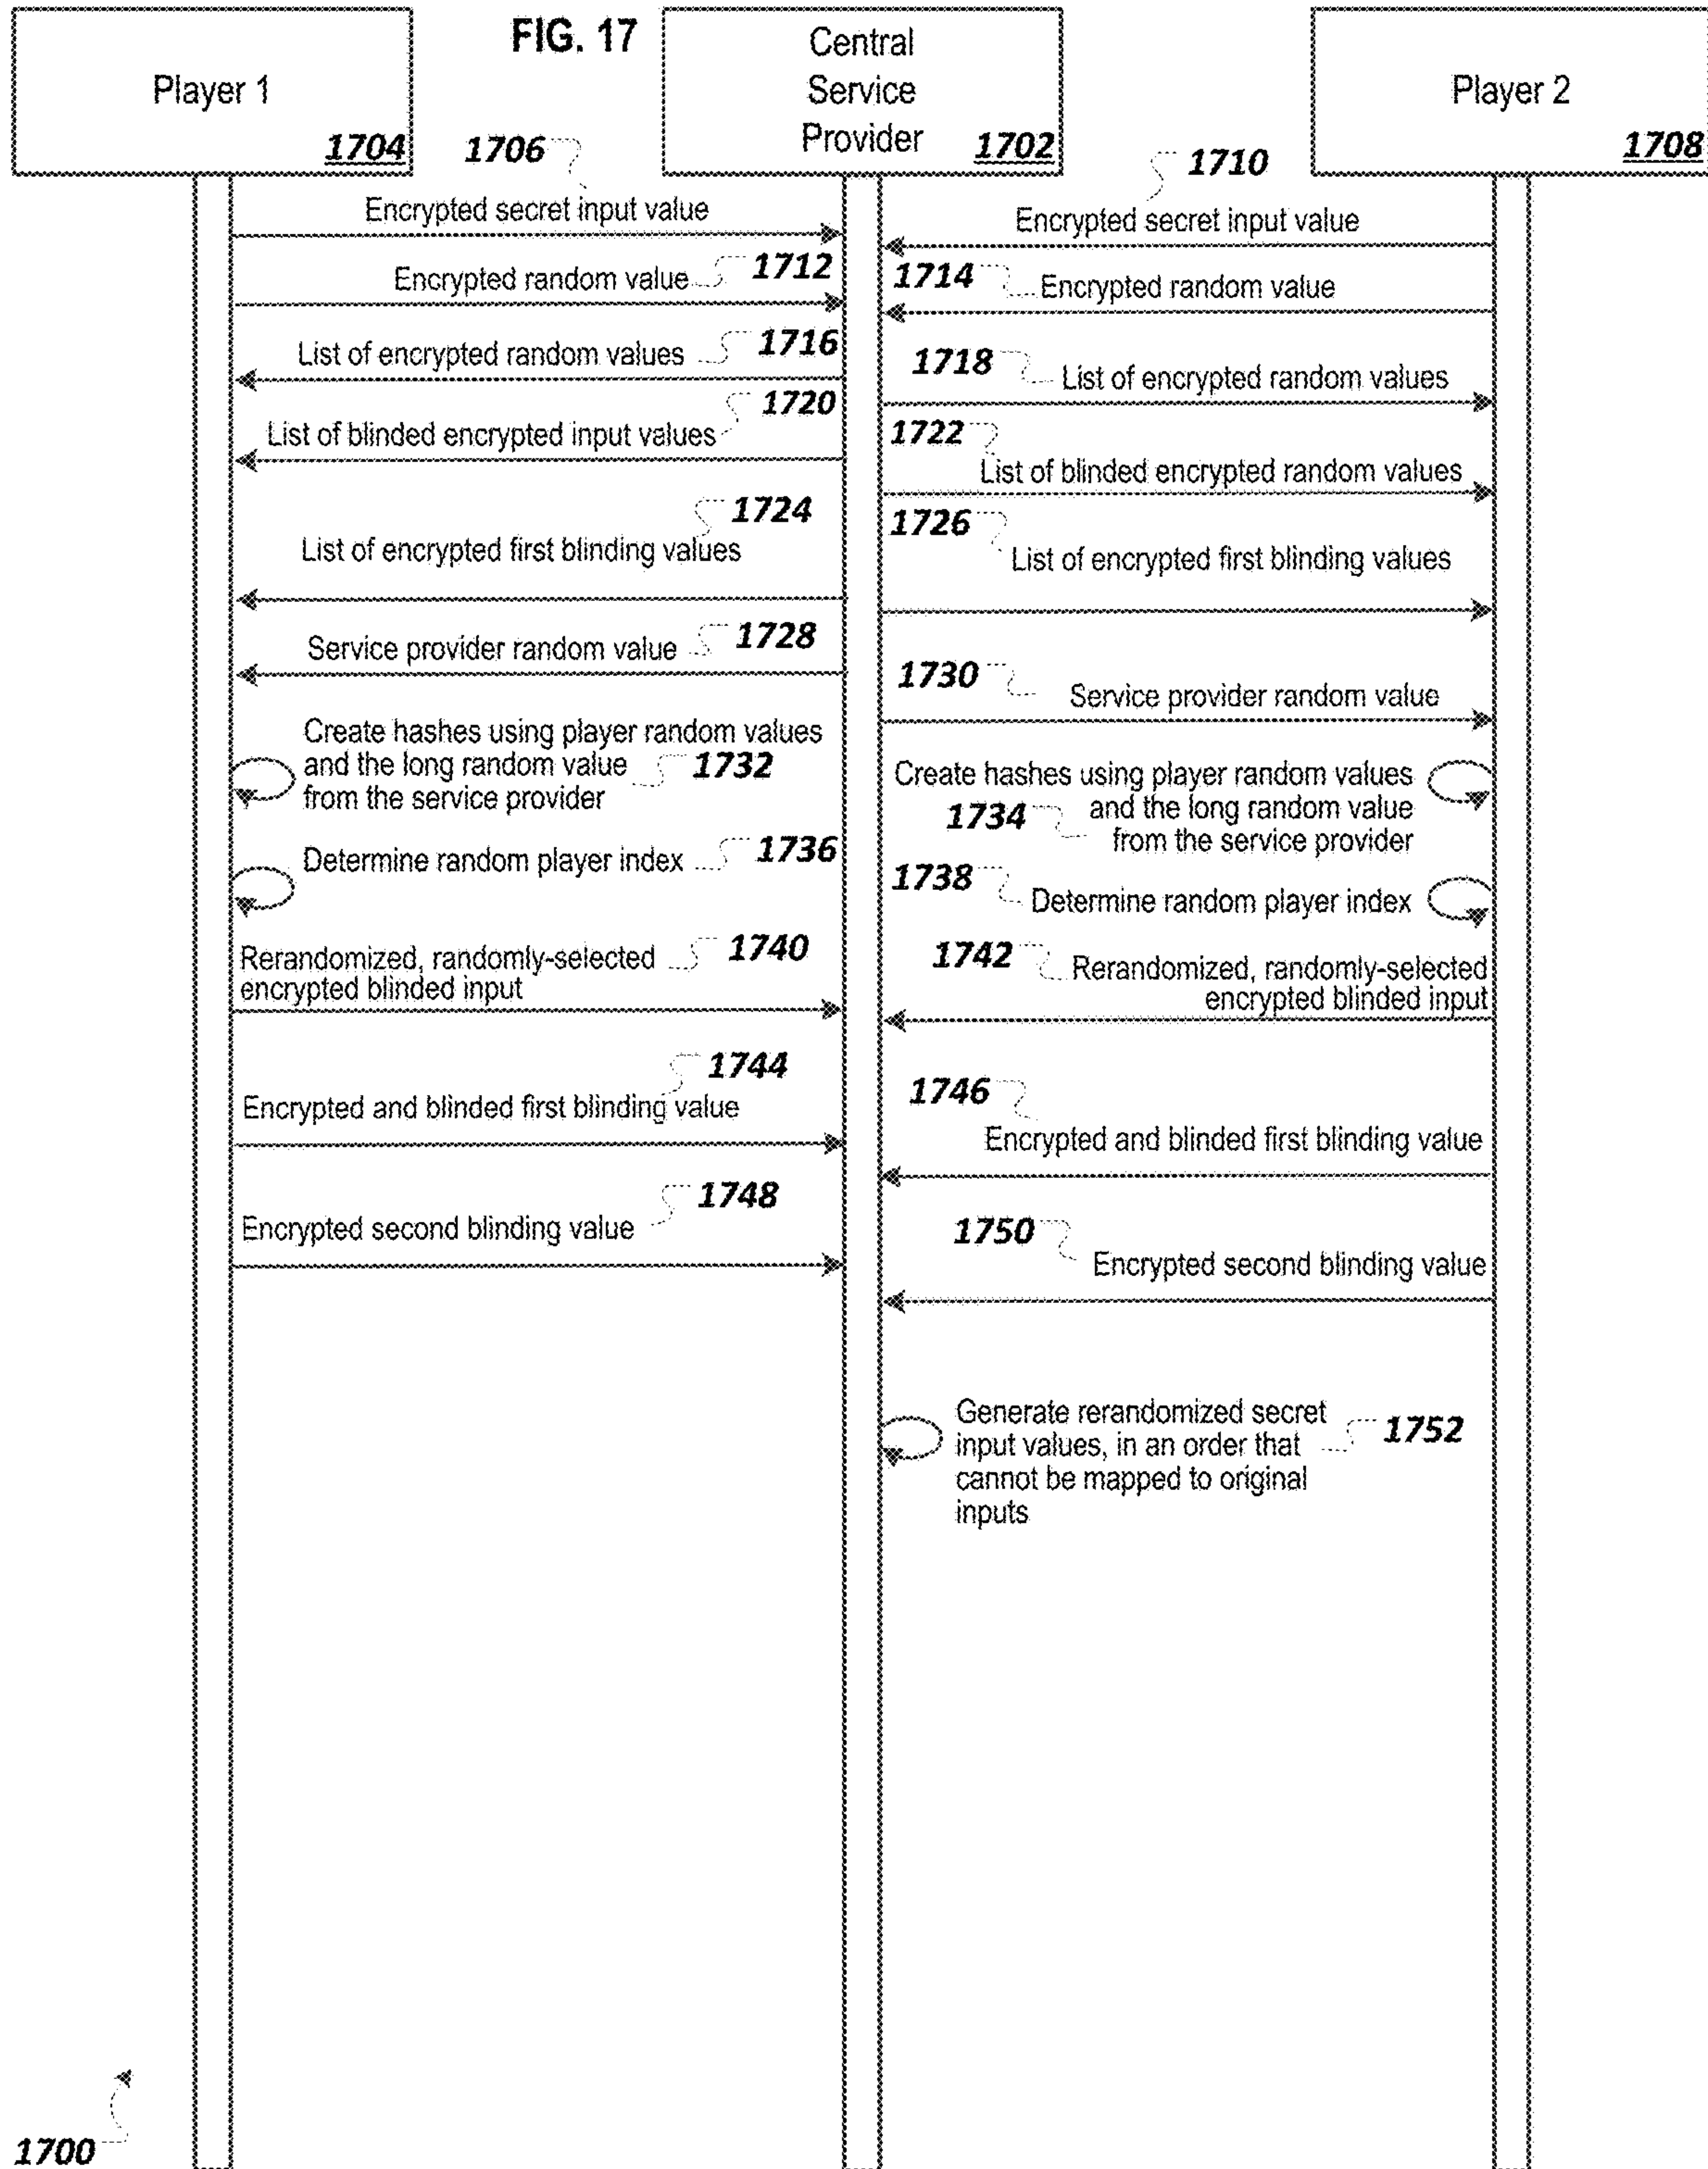 FIG. 17
Player 1
1704
Central
Service
Provider
1702
Player 2
1708
1706
Encrypted secret input value
1710
Encrypted secret input value
Encrypted random value
1712
1714
Encrypted random value
List of encrypted random values
1716
1718
List of encrypted random values
1720
List of blinded encrypted input values
1722
List of blinded encrypted random values
1724
List of encrypted first blinding values
1726
List of encrypted first blinding values
Service provider random value
1728
1730
Service provider random value
Create hashes using player random values
and the long random value
1732
from the service provider
Create hashes using player random values
1734
and the long random value
from the service provider
Determine random player index
1736
1738
Determine random player index
Rerandomized, randomly-selected
1740
encrypted blinded input
1742
Rerandomized, randomly-selected
encrypted blinded input
1744
Encrypted and blinded first blinding value
1746
Encrypted and blinded first blinding value
1748
Encrypted second blinding value
1750
Encrypted second blinding value
Generate rerandomized secret
input values, in an order that
1752
cannot be mapped to original
inputs
1700